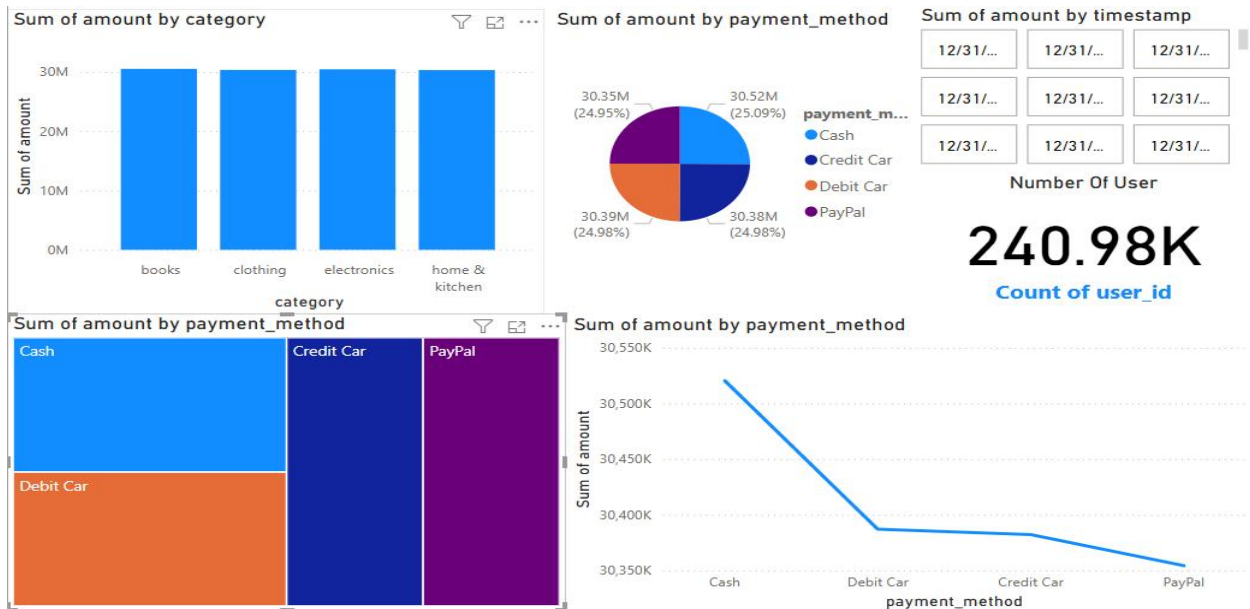 Sum of amount by category
Sum of amount
30M
20M
10M
0M
books
clothing
electronics
home &
kitchen
category
Sum of amount by payment_method
30.35M
(24.95%)
30.52M
(25.09%)
30.39M
(24.98%)
30.38M
(24.98%)
payment_m...
Cash
Credit Car
Debit Car
PayPal
Sum of amount by timestamp
12/31/... 12/31/... 12/31/...
12/31/... 12/31/... 12/31/...
12/31/... 12/31/... 12/31/...
Number Of User
240.98K
Count of user_id
Sum of amount by payment_method
Cash
Credit Car
PayPal
Debit Car
Sum of amount by payment_method
Sum of amount
30,550K
30,500K
30,450K
30,400K
30,350K
Cash
Debit Car
Credit Car
PayPal
payment_method